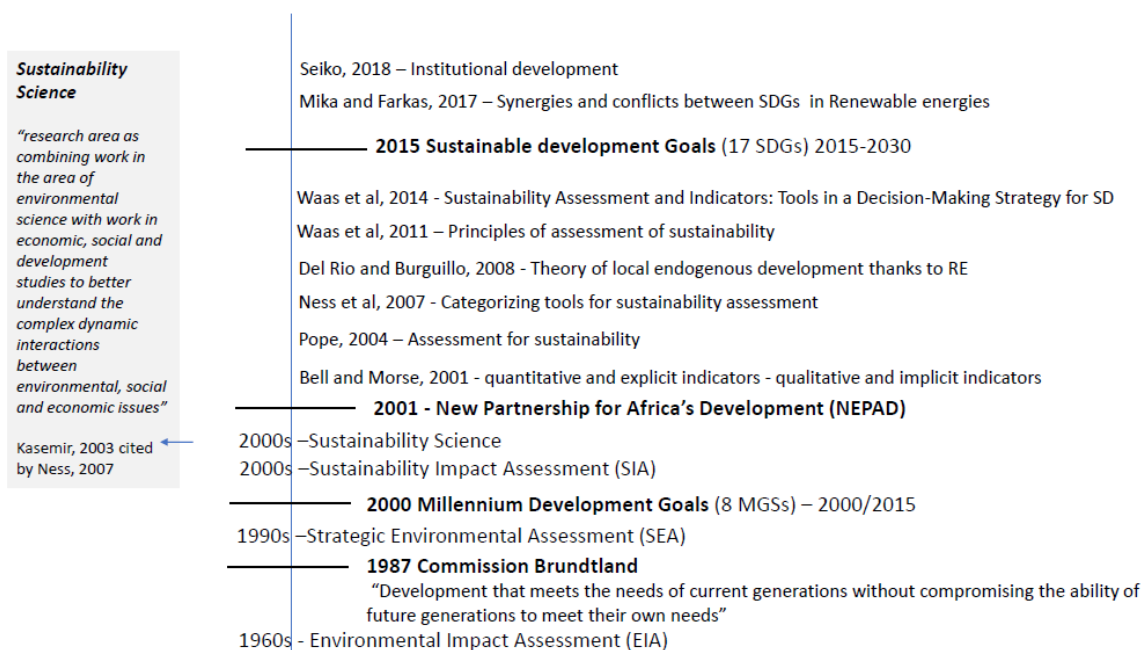 Sustainability
Science
“research area as
combining work in
the area of
environmental
science with work in
economic, social and
development
studies to better
understand the
complex dynamic
interactions
between
environmental, social
and economic issues”
Kasemir, 2003 cited
by Ness, 2007
Seiko, 2018 – Institutional development
Mika and Farkas, 2017 – Synergies and conflicts between SDGs in Renewable energies
2015 Sustainable development Goals (17 SDGs) 2015-2030
Waas et al, 2014 - Sustainability Assessment and Indicators: Tools in a Decision-Making Strategy for SD
Waas et al, 2011 – Principles of assessment of sustainability
Del Rio and Burguillo, 2008 - Theory of local endogenous development thanks to RE
Ness et al, 2007 - Categorizing tools for sustainability assessment
Pope, 2004 – Assessment for sustainability
Bell and Morse, 2001 - quantitative and explicit indicators - qualitative and implicit indicators
2001 - New Partnership for Africa’s Development (NEPAD)
2000s –Sustainability Science
2000s –Sustainability Impact Assessment (SIA)
2000 Millennium Development Goals (8 MGSs) – 2000/2015
1990s –Strategic Environmental Assessment (SEA)
1987 Commission Brundtland
“Development that meets the needs of current generations without compromising the ability of
future generations to meet their own needs”
1960s - Environmental Impact Assessment (EIA)